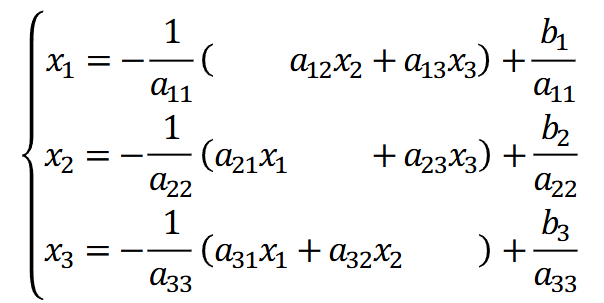 x₁ = −1/a₁₁ ( a₁₂x₂ + a₁₃x₃) + b₁/a₁₁
x₂ = −1/a₂₂ (a₂₁x₁ + a₂₃x₃) + b₂/a₂₂
x₃ = −1/a₃₃ (a₃₁x₁ + a₃₂x₂ ) + b₃/a₃₃